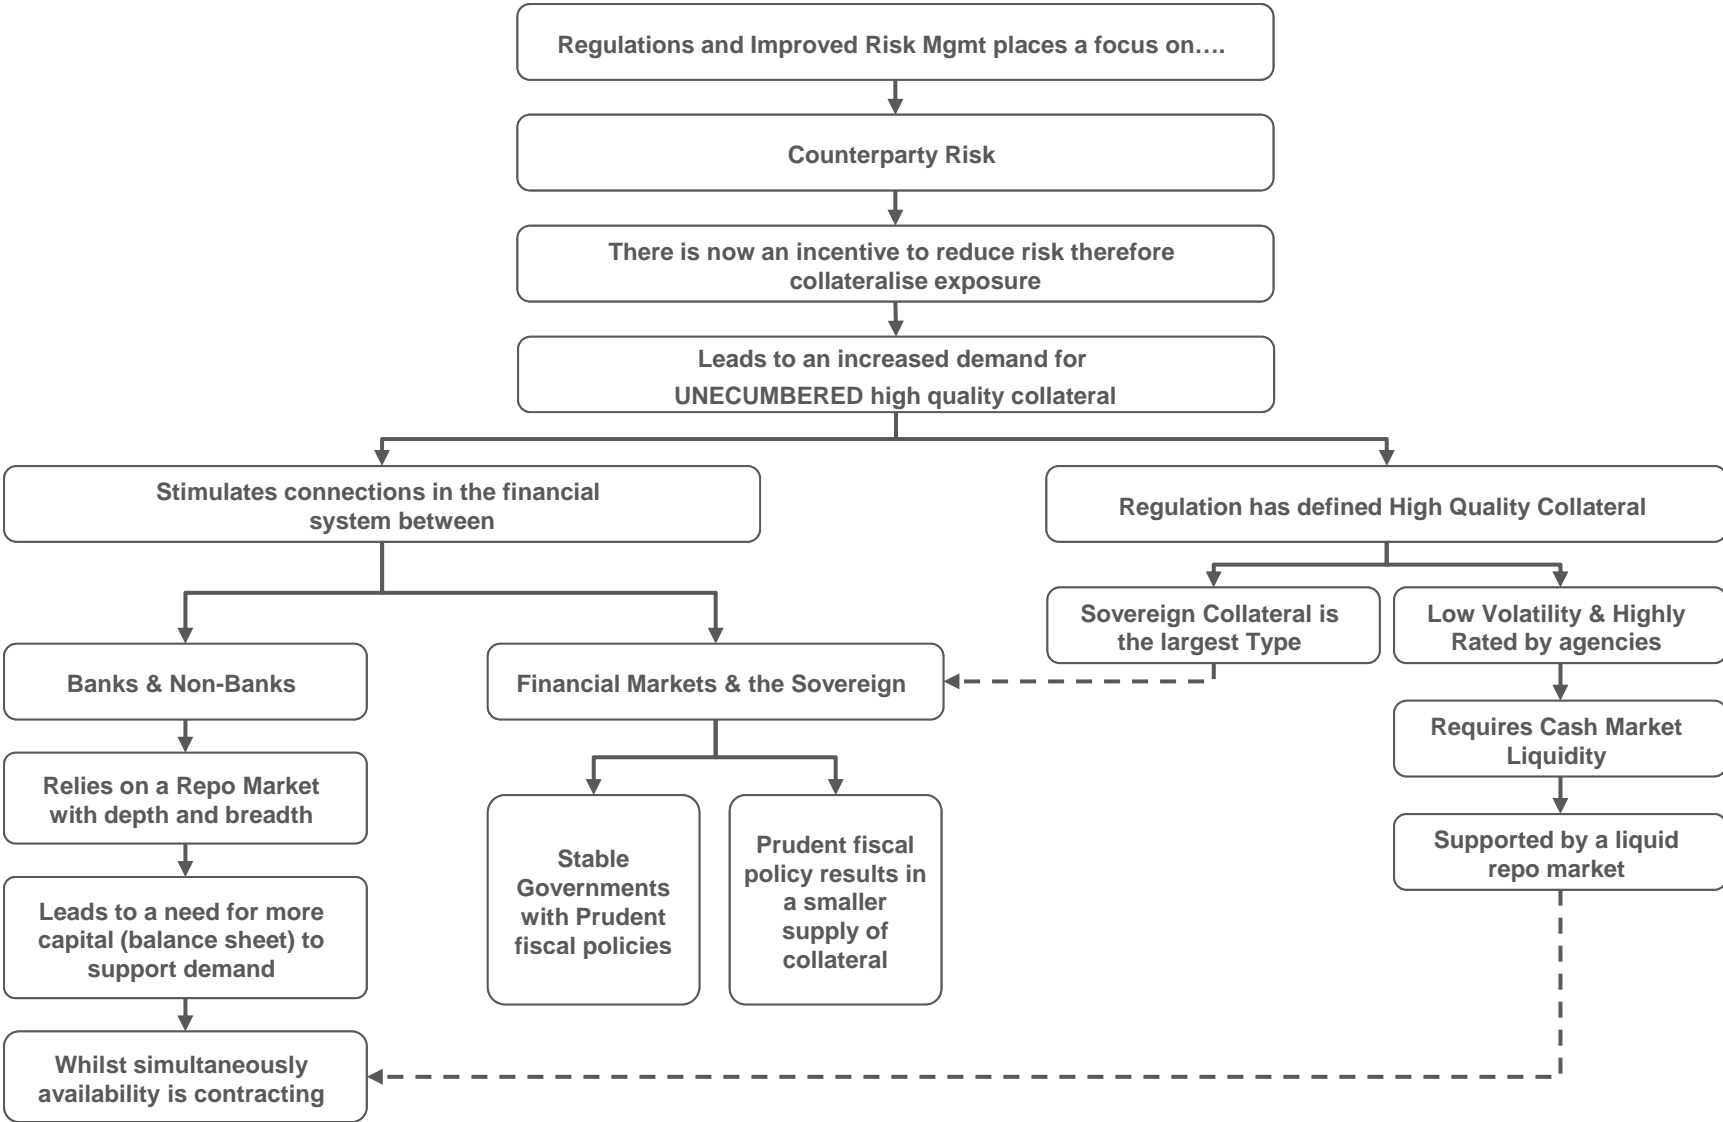 Regulations and Improved Risk Mgmt places a focus on….
Counterparty Risk
There is now an incentive to reduce risk therefore
collateralise exposure
Leads to an increased demand for
UNECUMBERED high quality collateral
Stimulates connections in the financial
system between
Regulation has defined High Quality Collateral
Banks & Non-Banks
Relies on a Repo Market
with depth and breadth
Leads to a need for more
capital (balance sheet) to
support demand
Whilst simultaneously
availability is contracting
Financial Markets & the Sovereign
Stable
Governments
with Prudent
fiscal policies
Prudent fiscal
policy results in
a smaller
supply of
collateral
Sovereign Collateral is
the largest Type
Low Volatility & Highly
Rated by agencies
Requires Cash Market
Liquidity
Supported by a liquid
repo market